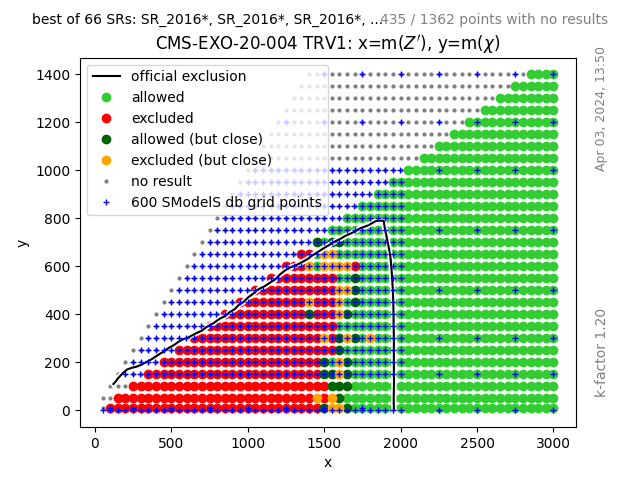 best of 66 SRs: SR_2016*, SR_2016*, SR_2016*, ...
435 / 1362 points with no results
CMS-EXO-20-004 TRV1: x=m(Z′), y=m(χ)
official exclusion
allowed
excluded
allowed (but close)
excluded (but close)
no result
600 SModelS db grid points
1400
1200
1000
800
600
400
200
0
y
0 500 1000 1500 2000 2500 3000
x
Apr 03, 2024, 13:50
k-factor 1.20